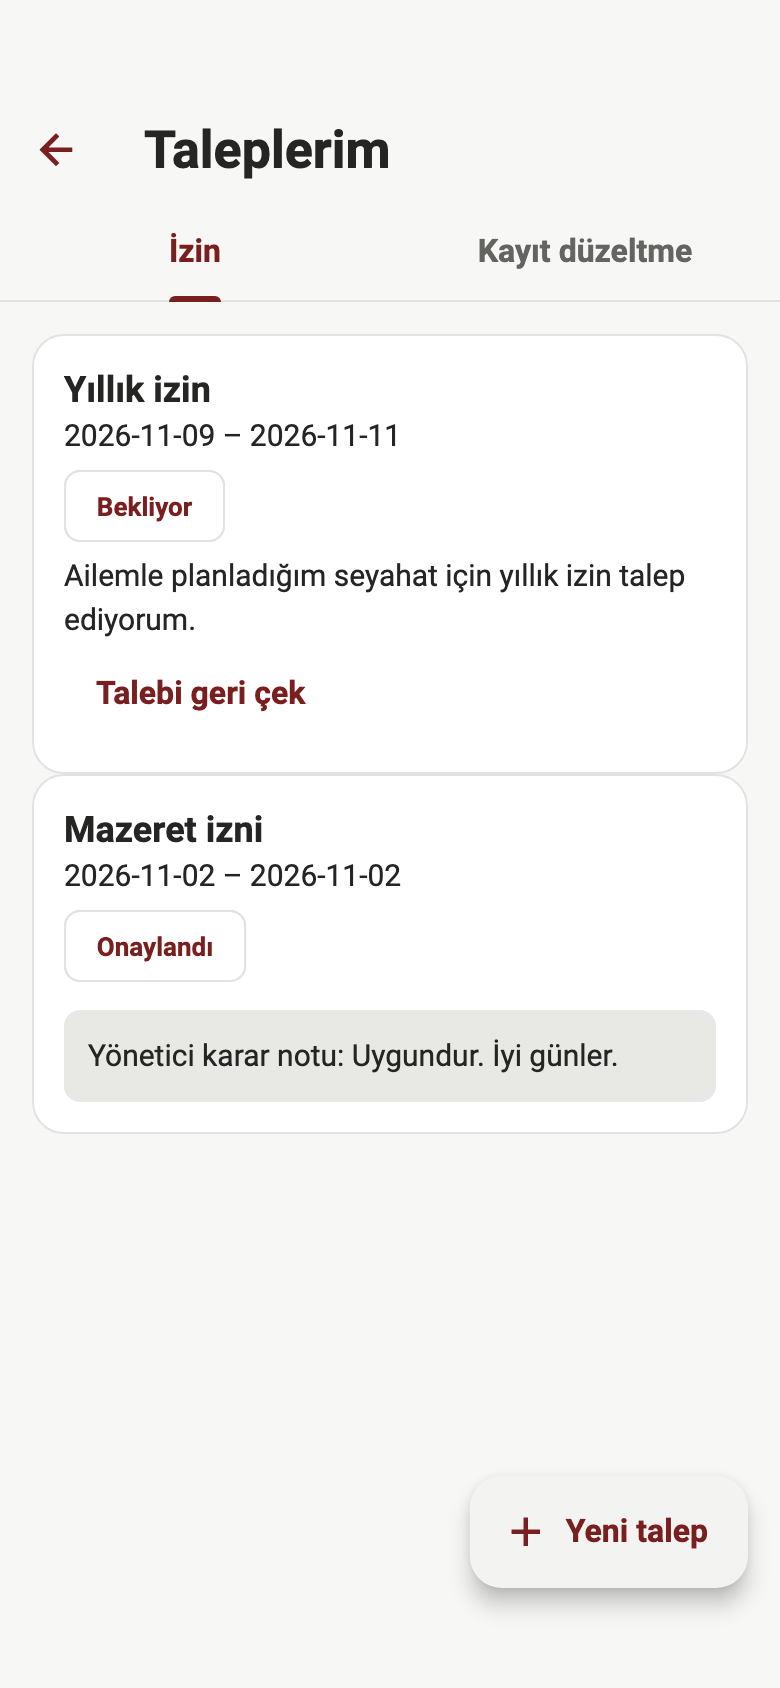 Taleplerim
İzin
Kayıt düzeltme
Yıllık izin
2026-11-09 – 2026-11-11
Bekliyor
Ailemle planladığım seyahat için yıllık izin talep
ediyorum.
Talebi geri çek
Mazeret izni
2026-11-02 – 2026-11-02
Onaylandı
Yönetici karar notu: Uygundur. İyi günler.
Yeni talep